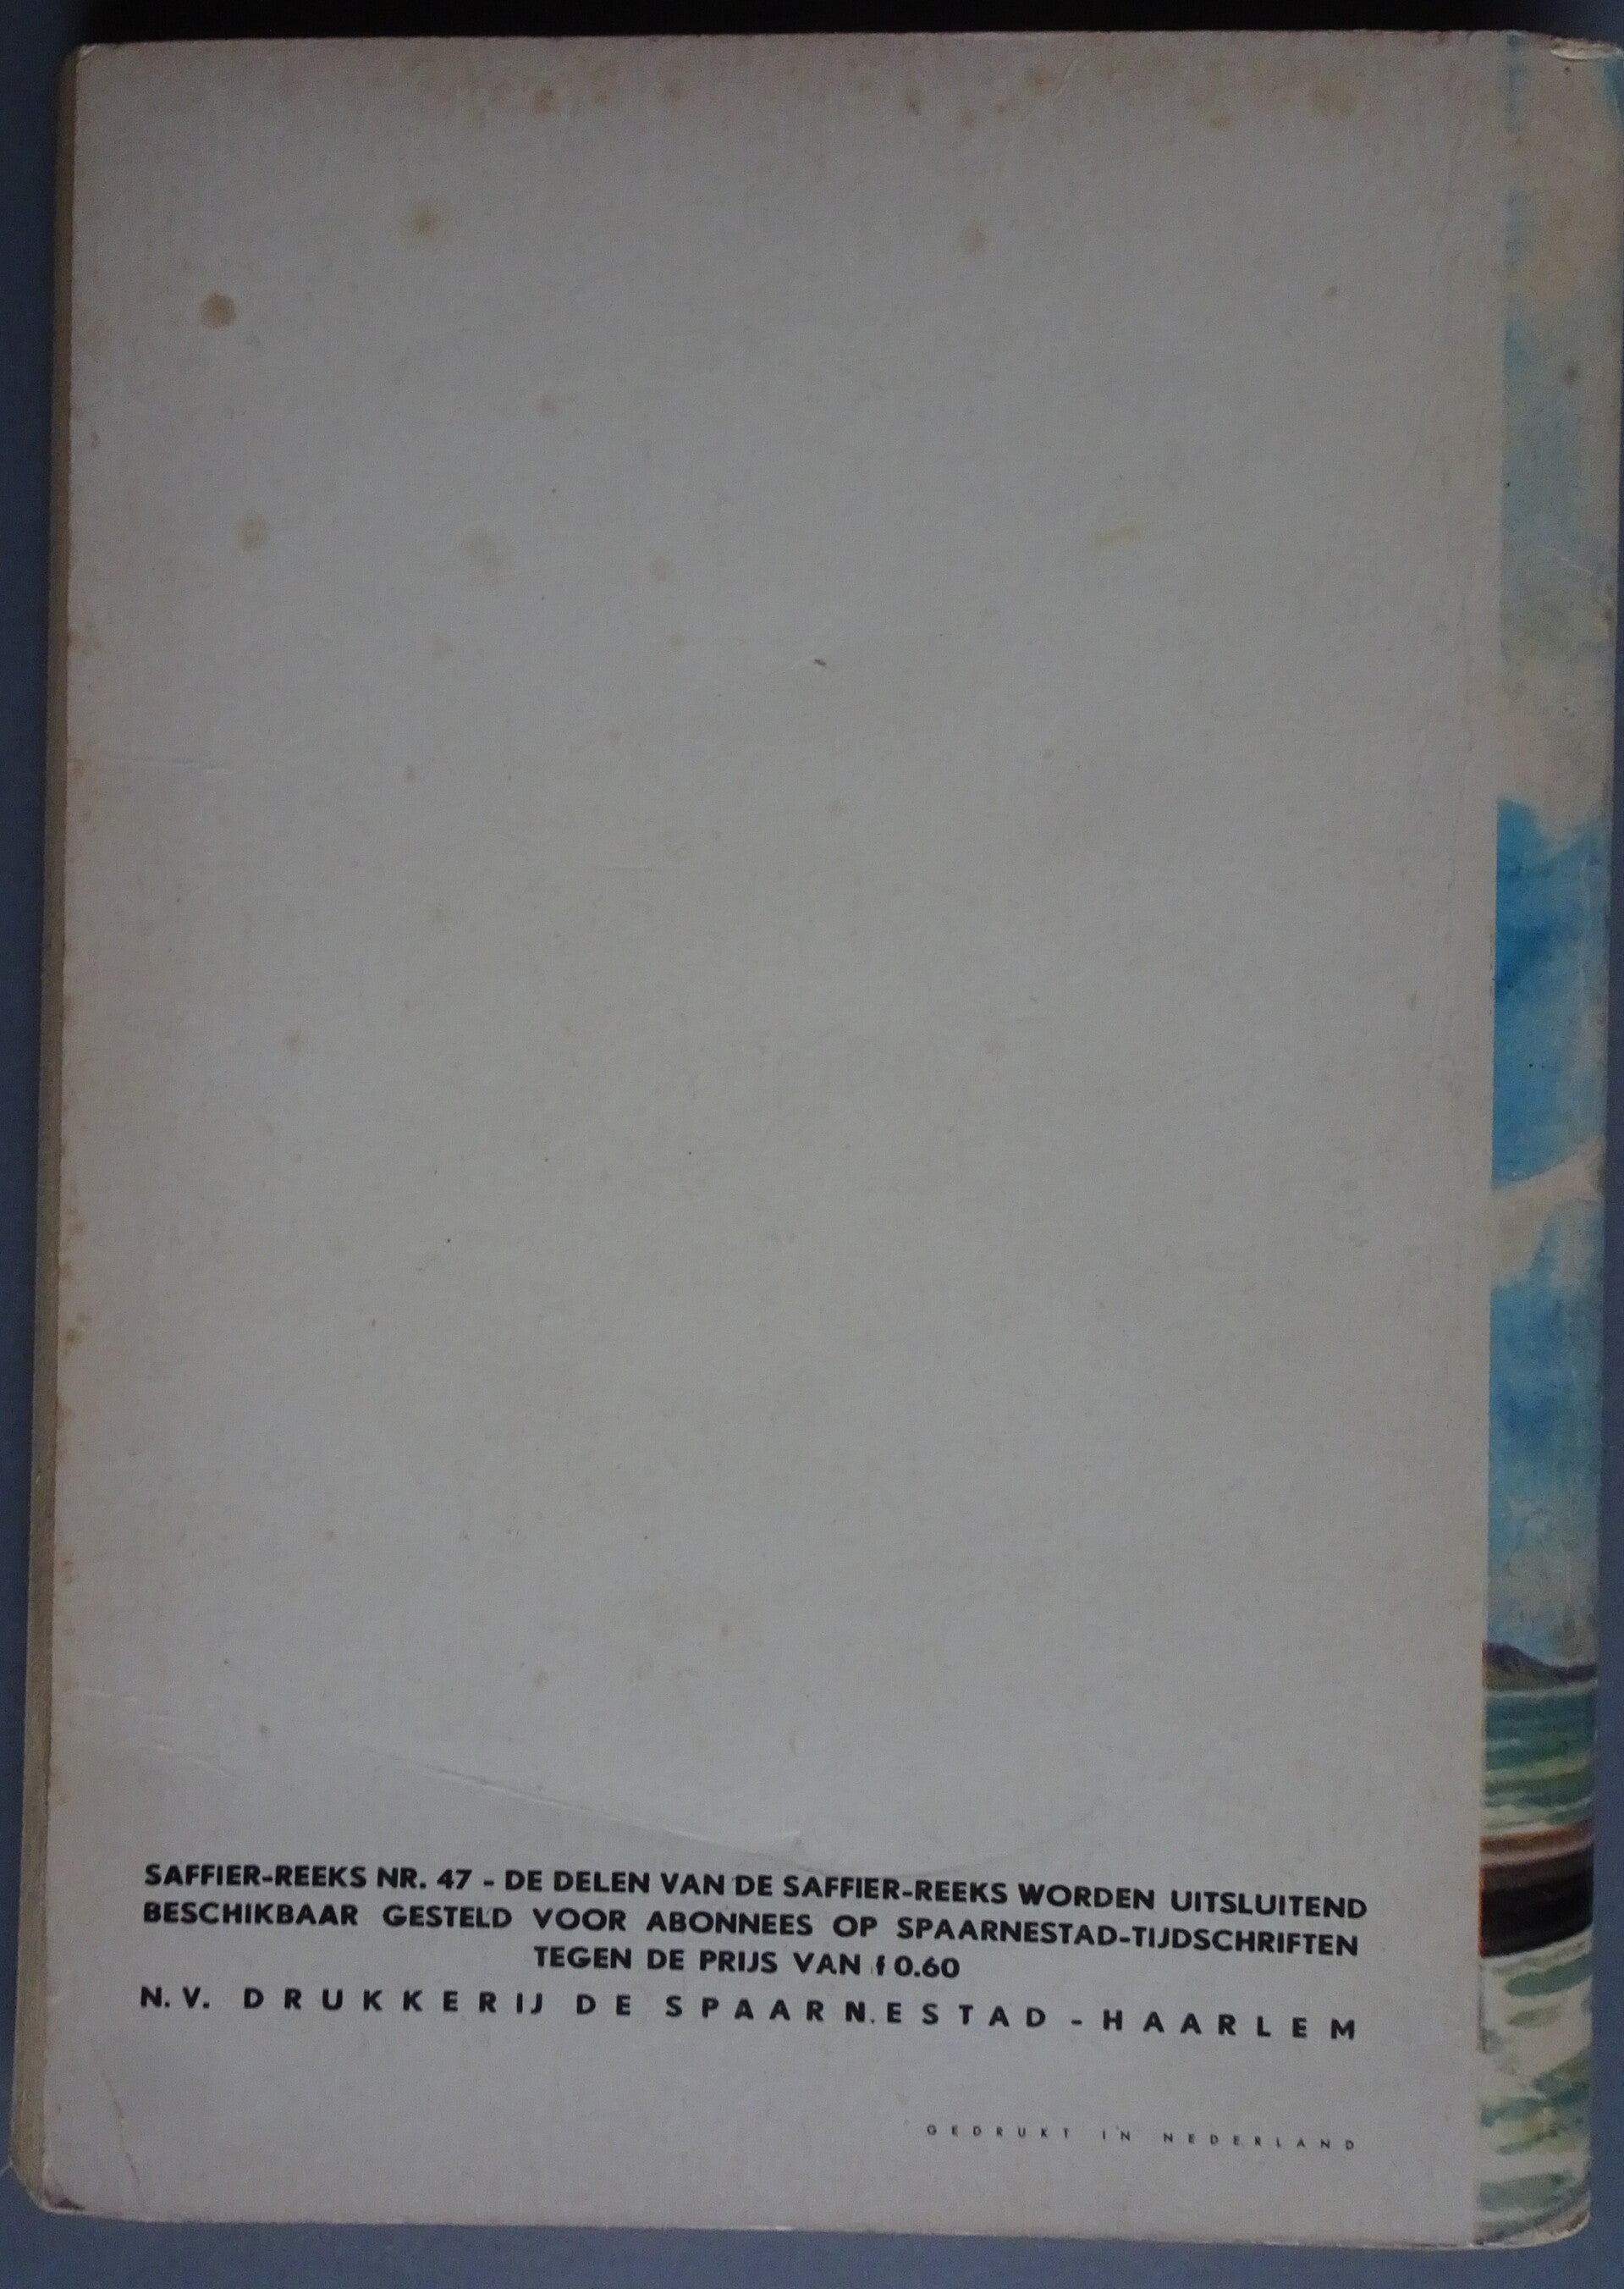 SAFFIER-REEKS NR. 47 - DE DELEN VAN DE SAFFIER-REEKS WORDEN UITSLUITEND
BESCHIKBAAR GESTELD VOOR ABONNEES OP SPAARNESTAD-TIJDSCHRIFTEN
TEGEN DE PRIJS VAN f 0.60
N.V. DRUKKERIJ DE SPAARNESTAD - HAARLEM
GEDRUKT IN NEDERLAND